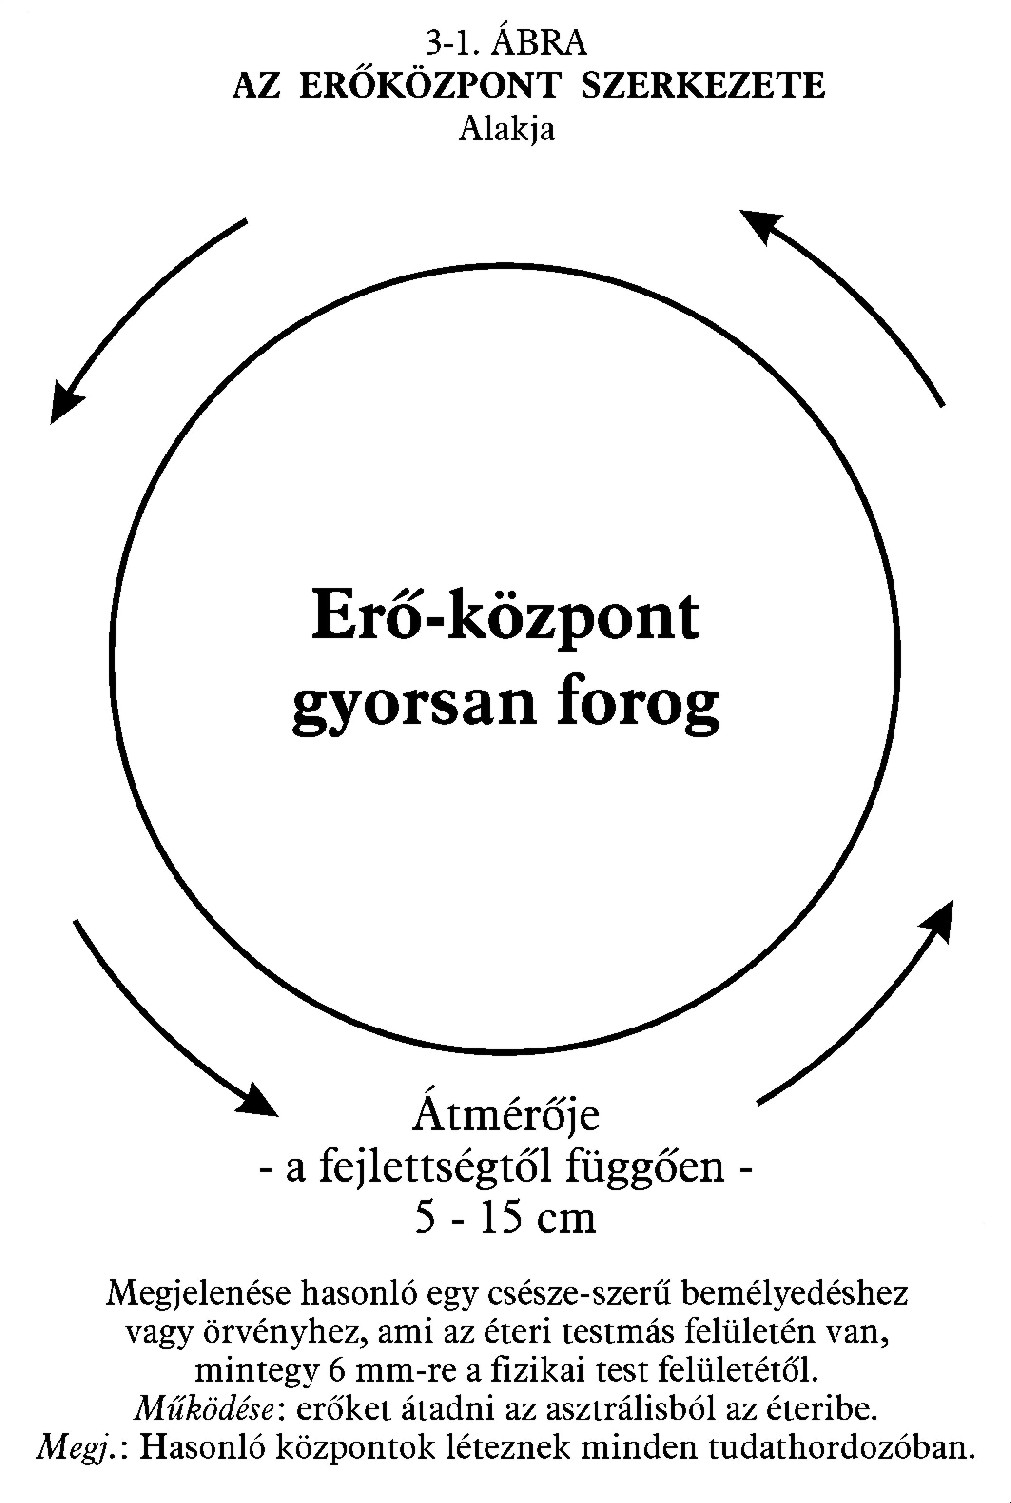 3-1. ÁBRA
AZ ERŐKÖZPONT SZERKEZETE
Alakja
Erő-központ
gyorsan forog
Átmérője
- a fejlettségtől függően -
5 - 15 cm
Megjelenése hasonló egy csésze-szerű bemélyedéshez
vagy örvényhez, ami az éteri testmás felületén van,
mintegy 6 mm-re a fizikai test felületétől.
Működése: erőket átadni az asztrálisból az éteribe.
Megj.: Hasonló központok léteznek minden tudathordozóban.